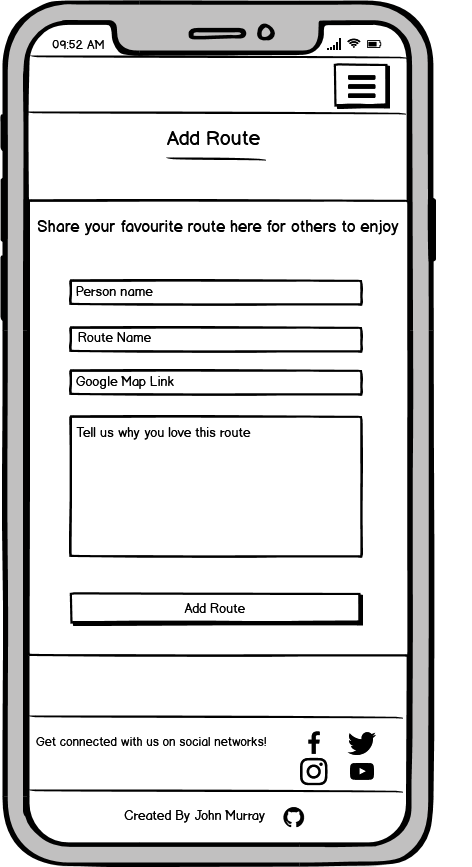 09:52 AM
Add Route
Share your favourite route here for others to enjoy
Person name
Route Name
Google Map Link
Tell us why you love this route
Add Route
Get connected with us on social networks!
Created By John Murray